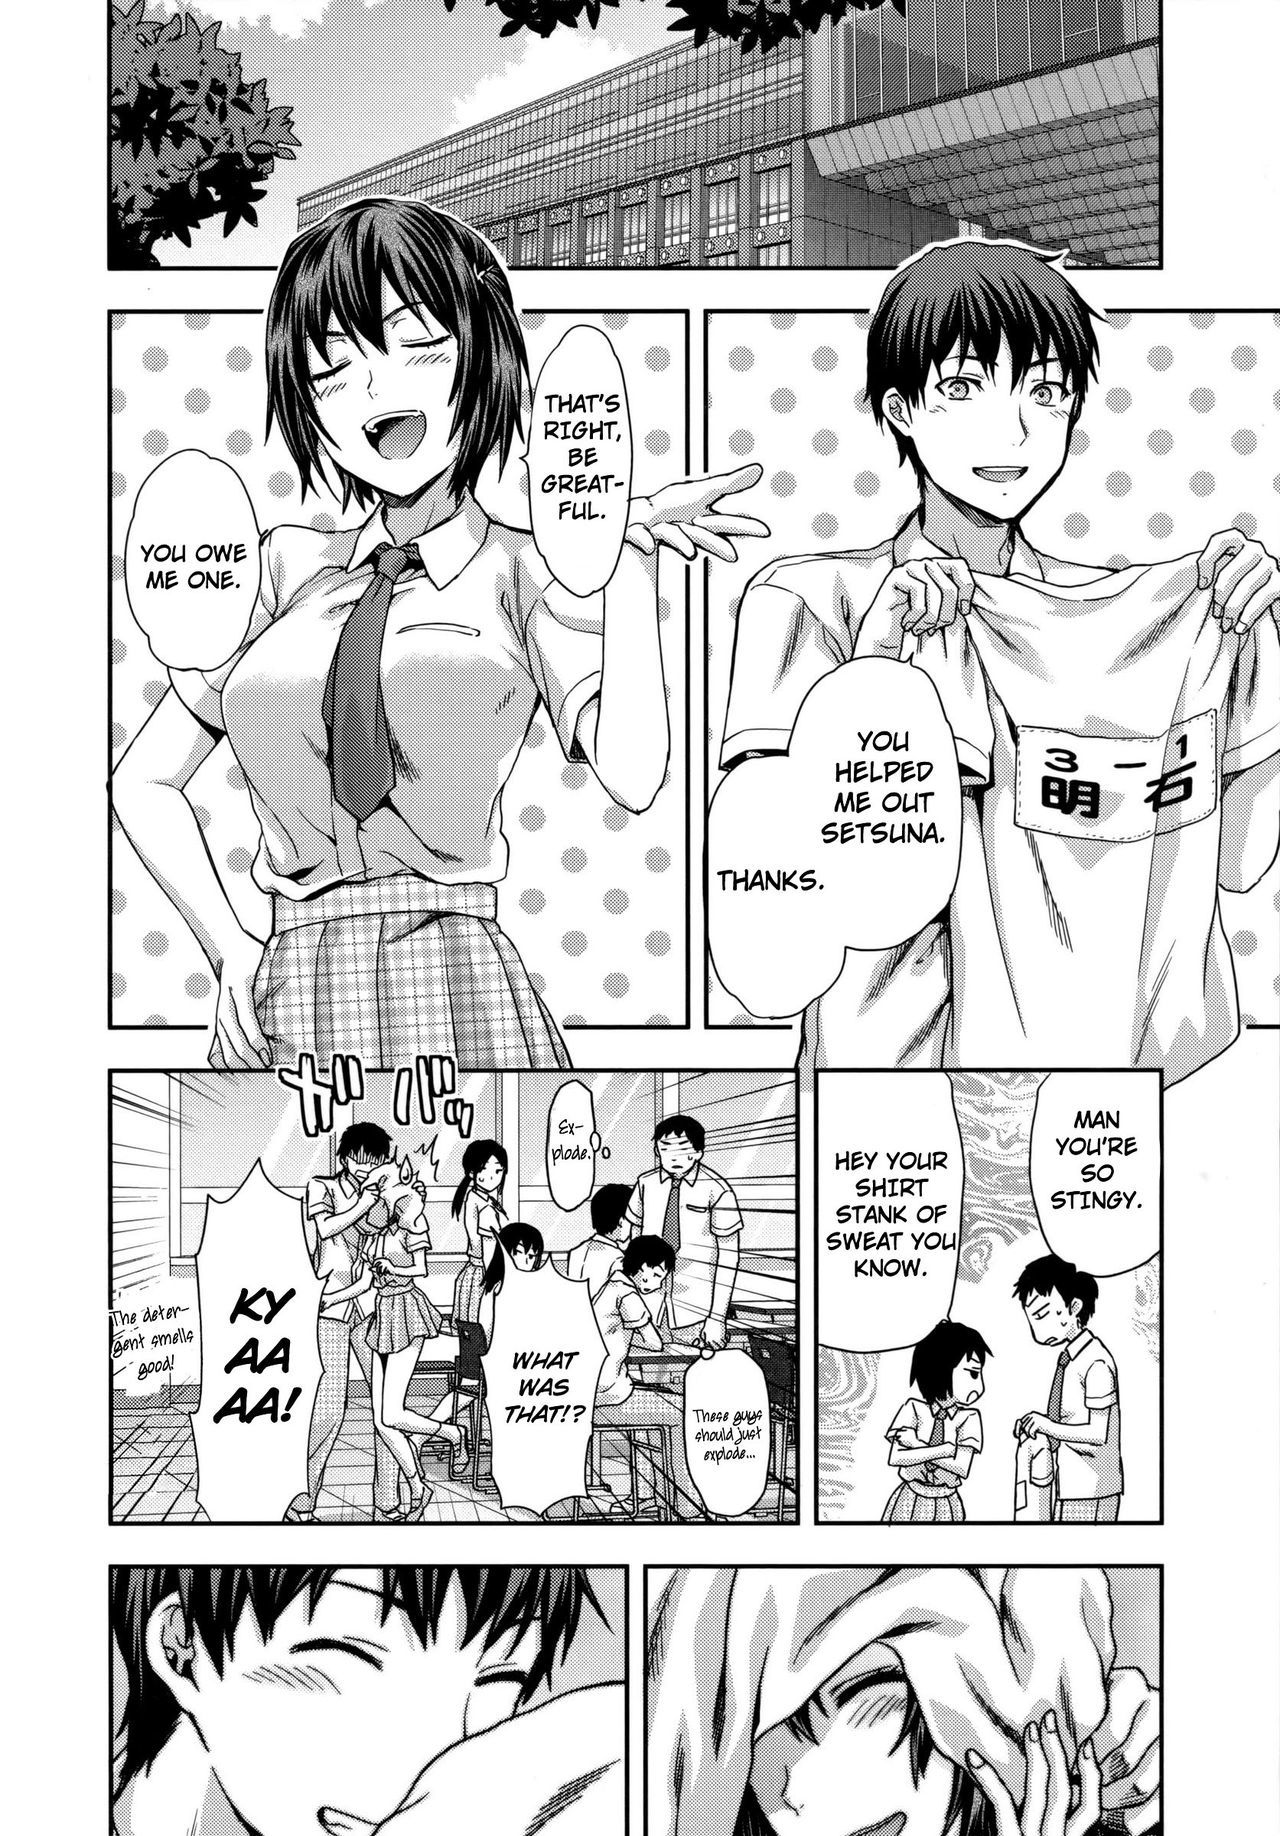 YOU
HELPED
ME OUT
SETSUNA.
THANKS.
3-1
明石
THAT'S
RIGHT,
BE
GREAT-
FUL.
YOU OWE
ME ONE.
MAN
YOU'RE
SO
STINGY.
HEY YOUR
SHIRT
STANK OF
SWEAT YOU
KNOW.
ガバッ
Ex-
plode.
These guys
should just
explode...
WHAT
WAS
THAT!?
KY
AA
AA!
The deter-
gent smells
good!